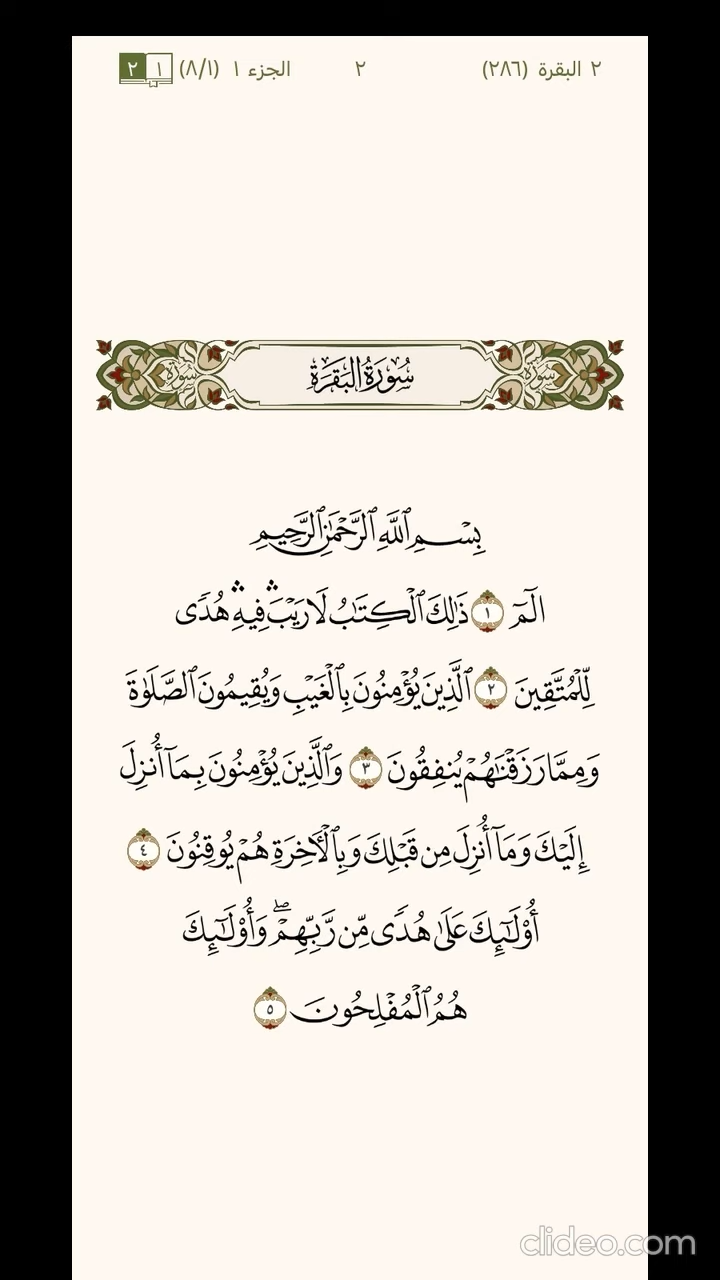 ٢ البقرة (٢٨٦) ٢ الجزء ١ (٨/١) ١ ٢
سُورَةُ البَقَرَةِ
سُورَة سُورَة
بِسْمِ ٱللَّهِ ٱلرَّحْمَٰنِ ٱلرَّحِيمِ
الٓمٓ ١ ذَٰلِكَ ٱلْكِتَٰبُ لَا رَيْبَ ۛ فِيهِ ۛ هُدًى
لِّلْمُتَّقِينَ ٢ ٱلَّذِينَ يُؤْمِنُونَ بِٱلْغَيْبِ وَيُقِيمُونَ ٱلصَّلَوٰةَ
وَمِمَّا رَزَقْنَٰهُمْ يُنفِقُونَ ٣ وَٱلَّذِينَ يُؤْمِنُونَ بِمَآ أُنزِلَ
إِلَيْكَ وَمَآ أُنزِلَ مِن قَبْلِكَ وَبِٱلْأٓخِرَةِ هُمْ يُوقِنُونَ ٤
أُو۟لَٰٓئِكَ عَلَىٰ هُدًى مِّن رَّبِّهِمْ ۖ وَأُو۟لَٰٓئِكَ
هُمُ ٱلْمُفْلِحُونَ ٥
clideo.com